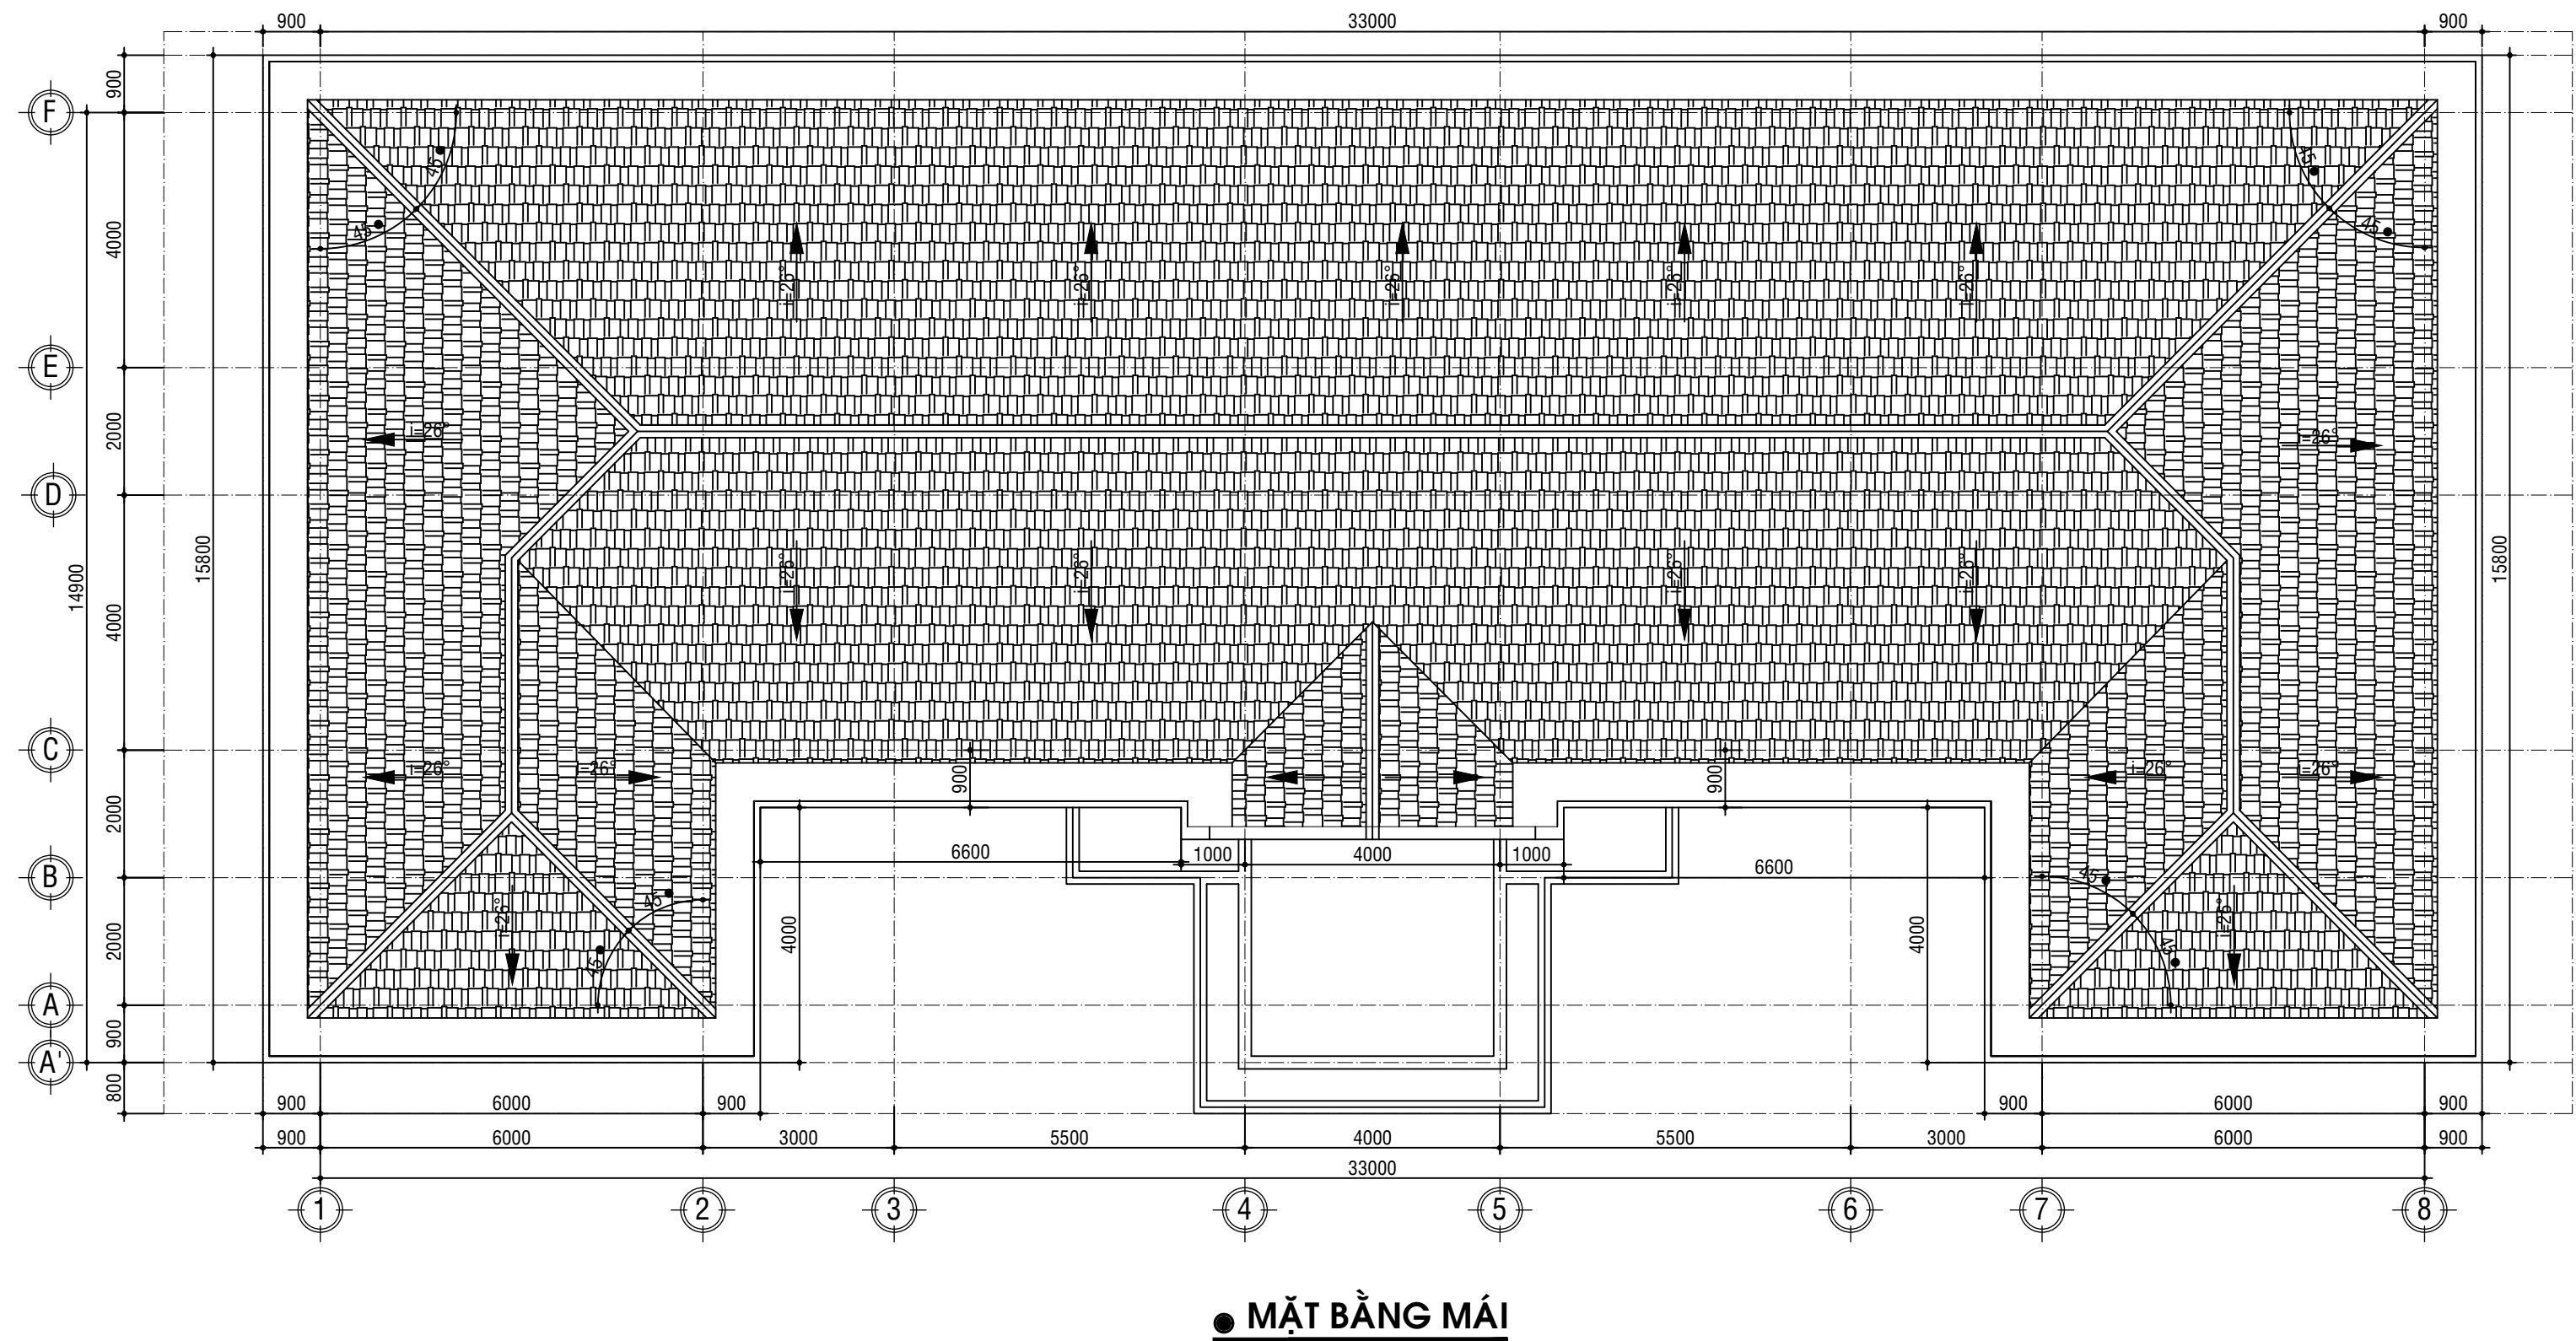 900 33000 900
900
F
45 45
45 45
4000
i=26° i=26° i=26° i=26° i=26°
E
2000
i=26° i=26°
D
14900 15800 15800
4000
i=26° i=26° i=26° i=26°
C
i=26° i=26° i=26° i=26°
900 900
2000
6600 1000 4000 1000 6600
B
45 45
4000 4000
2000
i=26° i=26°
45 45
A
900
A'
800
900 6000 900 900 6000 900
900 6000 3000 5500 4000 5500 3000 6000 900
33000
1 2 3 4 5 6 7 8
MẶT BẰNG MÁI